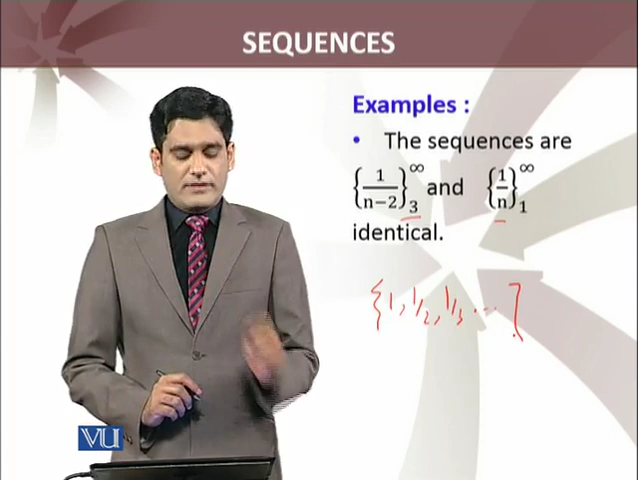 SEQUENCES
Examples :
• The sequences are
{1/(n−2)}₃^∞ and {1/n}₁^∞
identical.
{1, 1/2, 1/3 ... }
VU